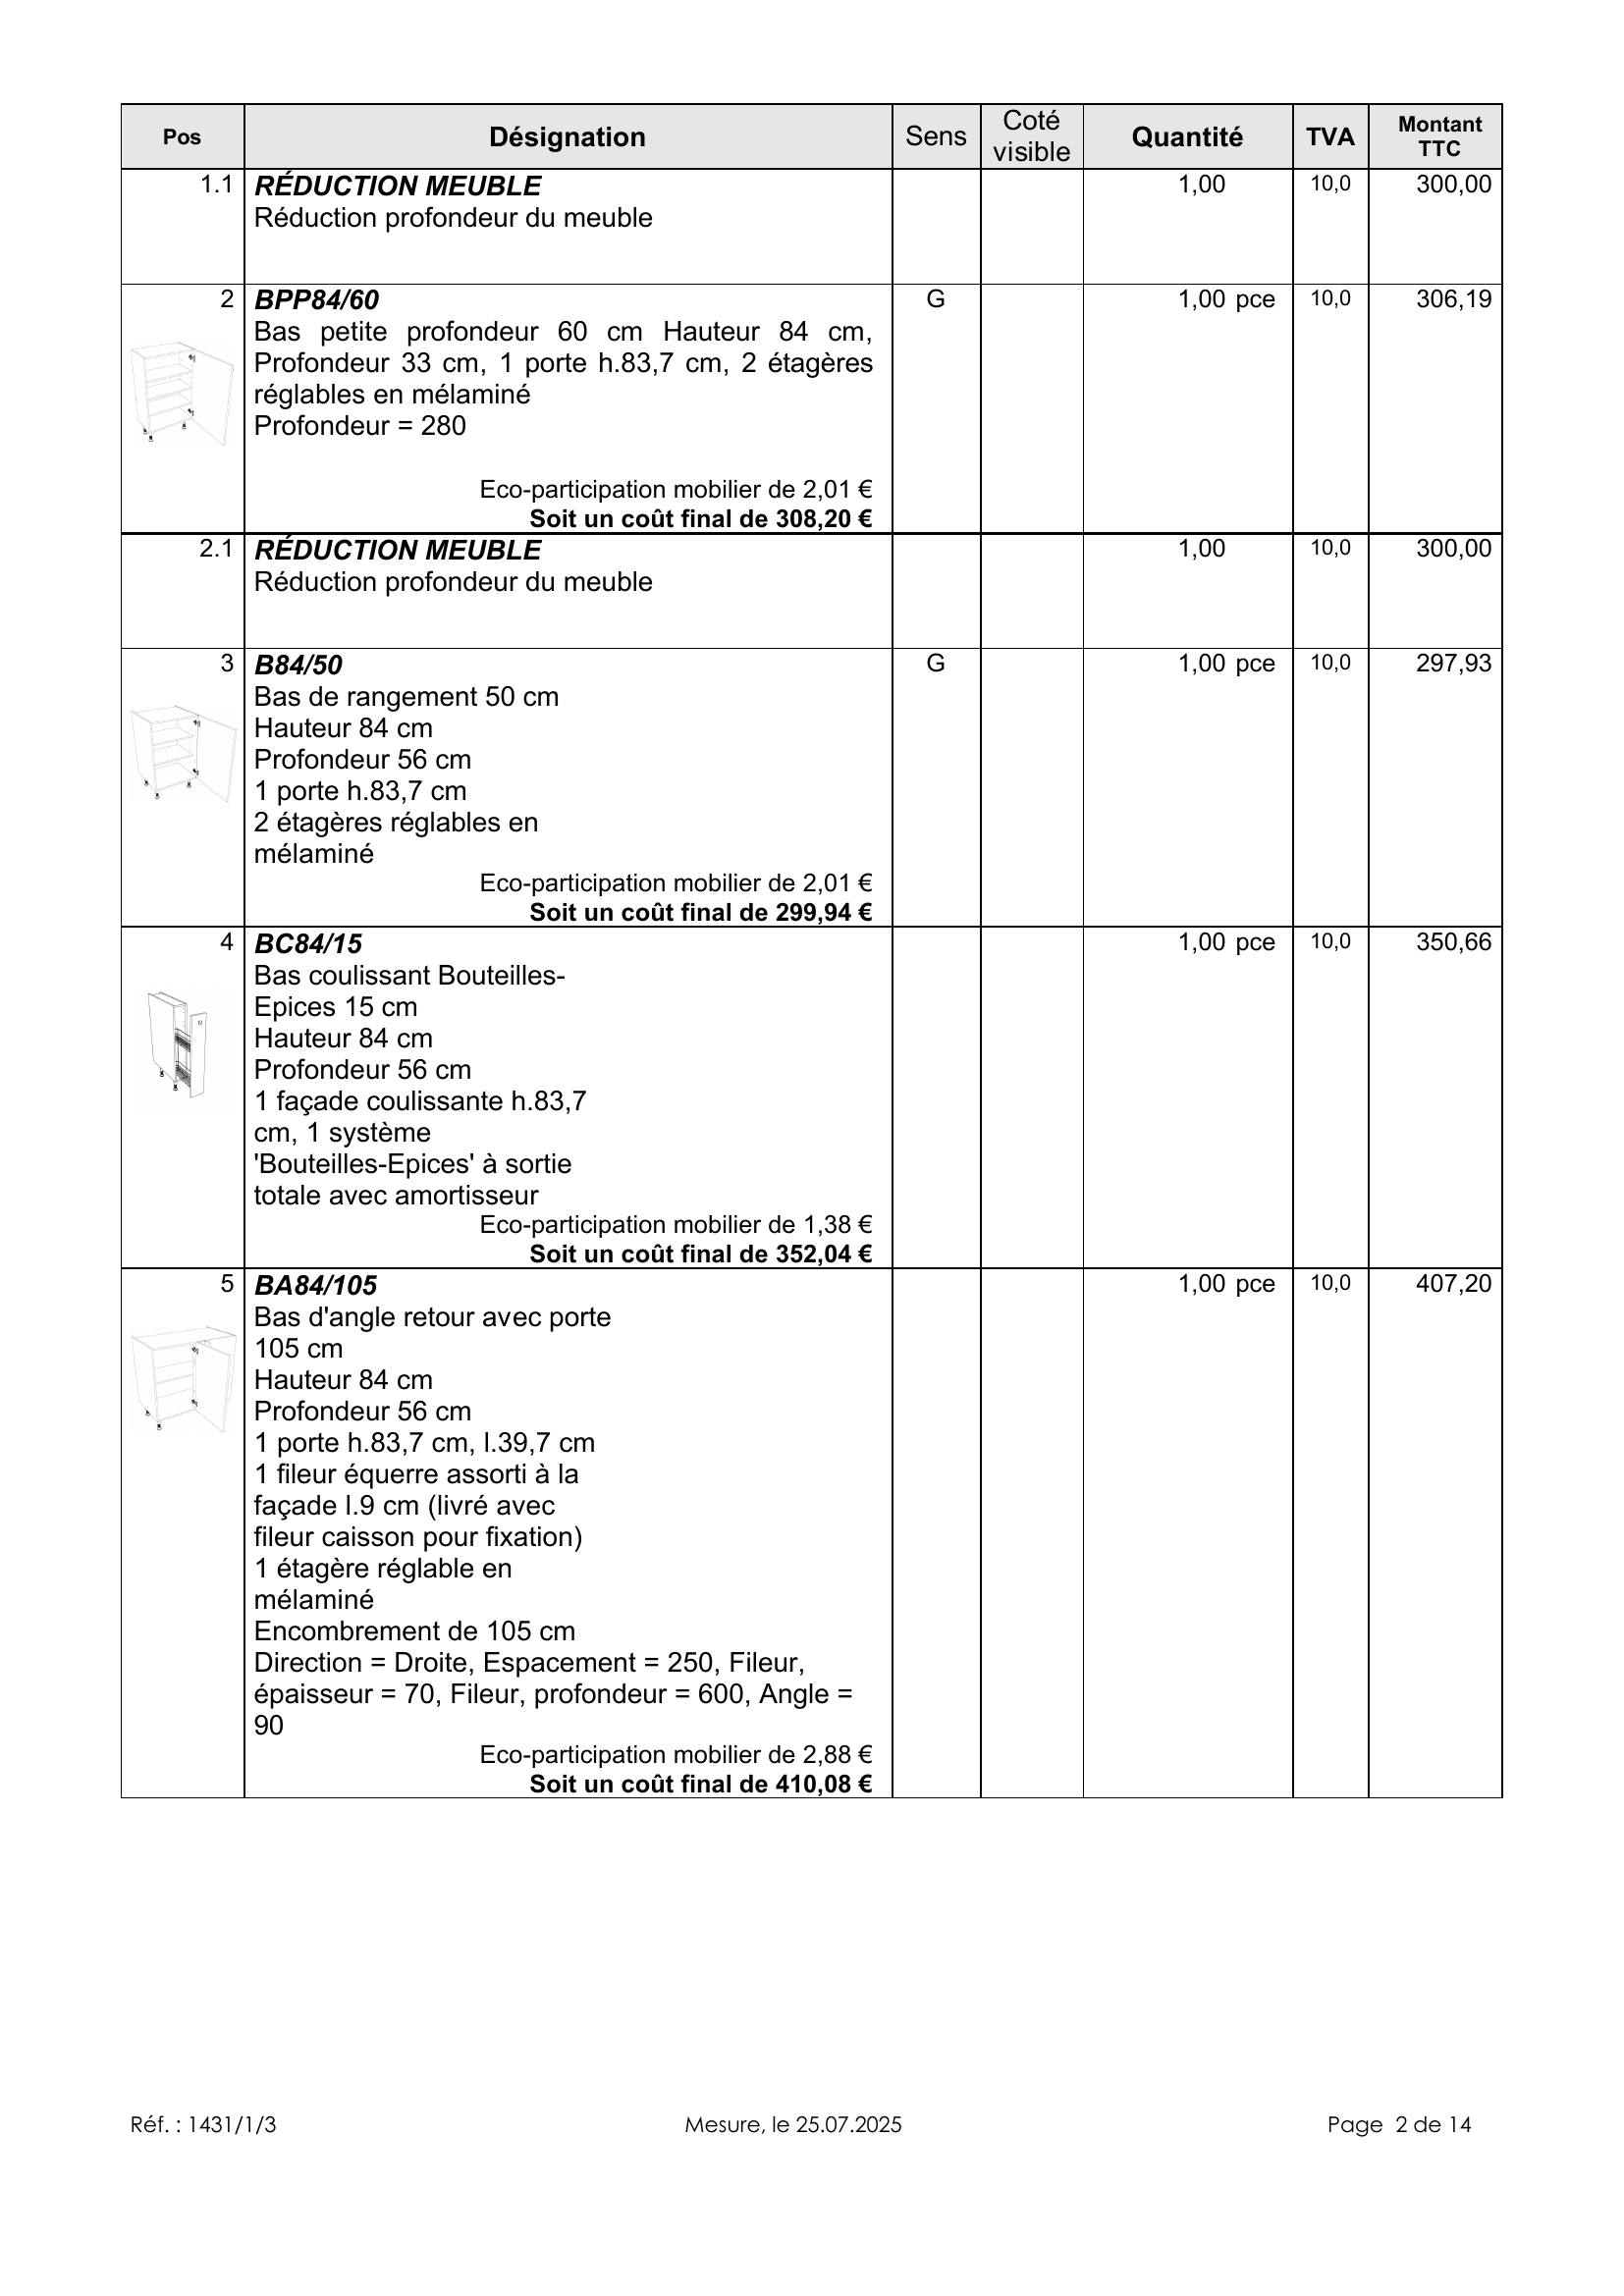 Pos Désignation Sens Coté visible Quantité TVA Montant TTC
1.1 RÉDUCTION MEUBLE 1,00 10,0 300,00
Réduction profondeur du meuble
2 BPP84/60 G 1,00 pce 10,0 306,19
Bas petite profondeur 60 cm Hauteur 84 cm,
Profondeur 33 cm, 1 porte h.83,7 cm, 2 étagères
réglables en mélaminé
Profondeur = 280
Eco-participation mobilier de 2,01 €
Soit un coût final de 308,20 €
2.1 RÉDUCTION MEUBLE 1,00 10,0 300,00
Réduction profondeur du meuble
3 B84/50 G 1,00 pce 10,0 297,93
Bas de rangement 50 cm
Hauteur 84 cm
Profondeur 56 cm
1 porte h.83,7 cm
2 étagères réglables en
mélaminé
Eco-participation mobilier de 2,01 €
Soit un coût final de 299,94 €
4 BC84/15 1,00 pce 10,0 350,66
Bas coulissant Bouteilles-
Epices 15 cm
Hauteur 84 cm
Profondeur 56 cm
1 façade coulissante h.83,7
cm, 1 système
'Bouteilles-Epices' à sortie
totale avec amortisseur
Eco-participation mobilier de 1,38 €
Soit un coût final de 352,04 €
5 BA84/105 1,00 pce 10,0 407,20
Bas d'angle retour avec porte
105 cm
Hauteur 84 cm
Profondeur 56 cm
1 porte h.83,7 cm, l.39,7 cm
1 fileur équerre assorti à la
façade l.9 cm (livré avec
fileur caisson pour fixation)
1 étagère réglable en
mélaminé
Encombrement de 105 cm
Direction = Droite, Espacement = 250, Fileur,
épaisseur = 70, Fileur, profondeur = 600, Angle =
90
Eco-participation mobilier de 2,88 €
Soit un coût final de 410,08 €
Réf. : 1431/1/3 Mesure, le 25.07.2025 Page 2 de 14